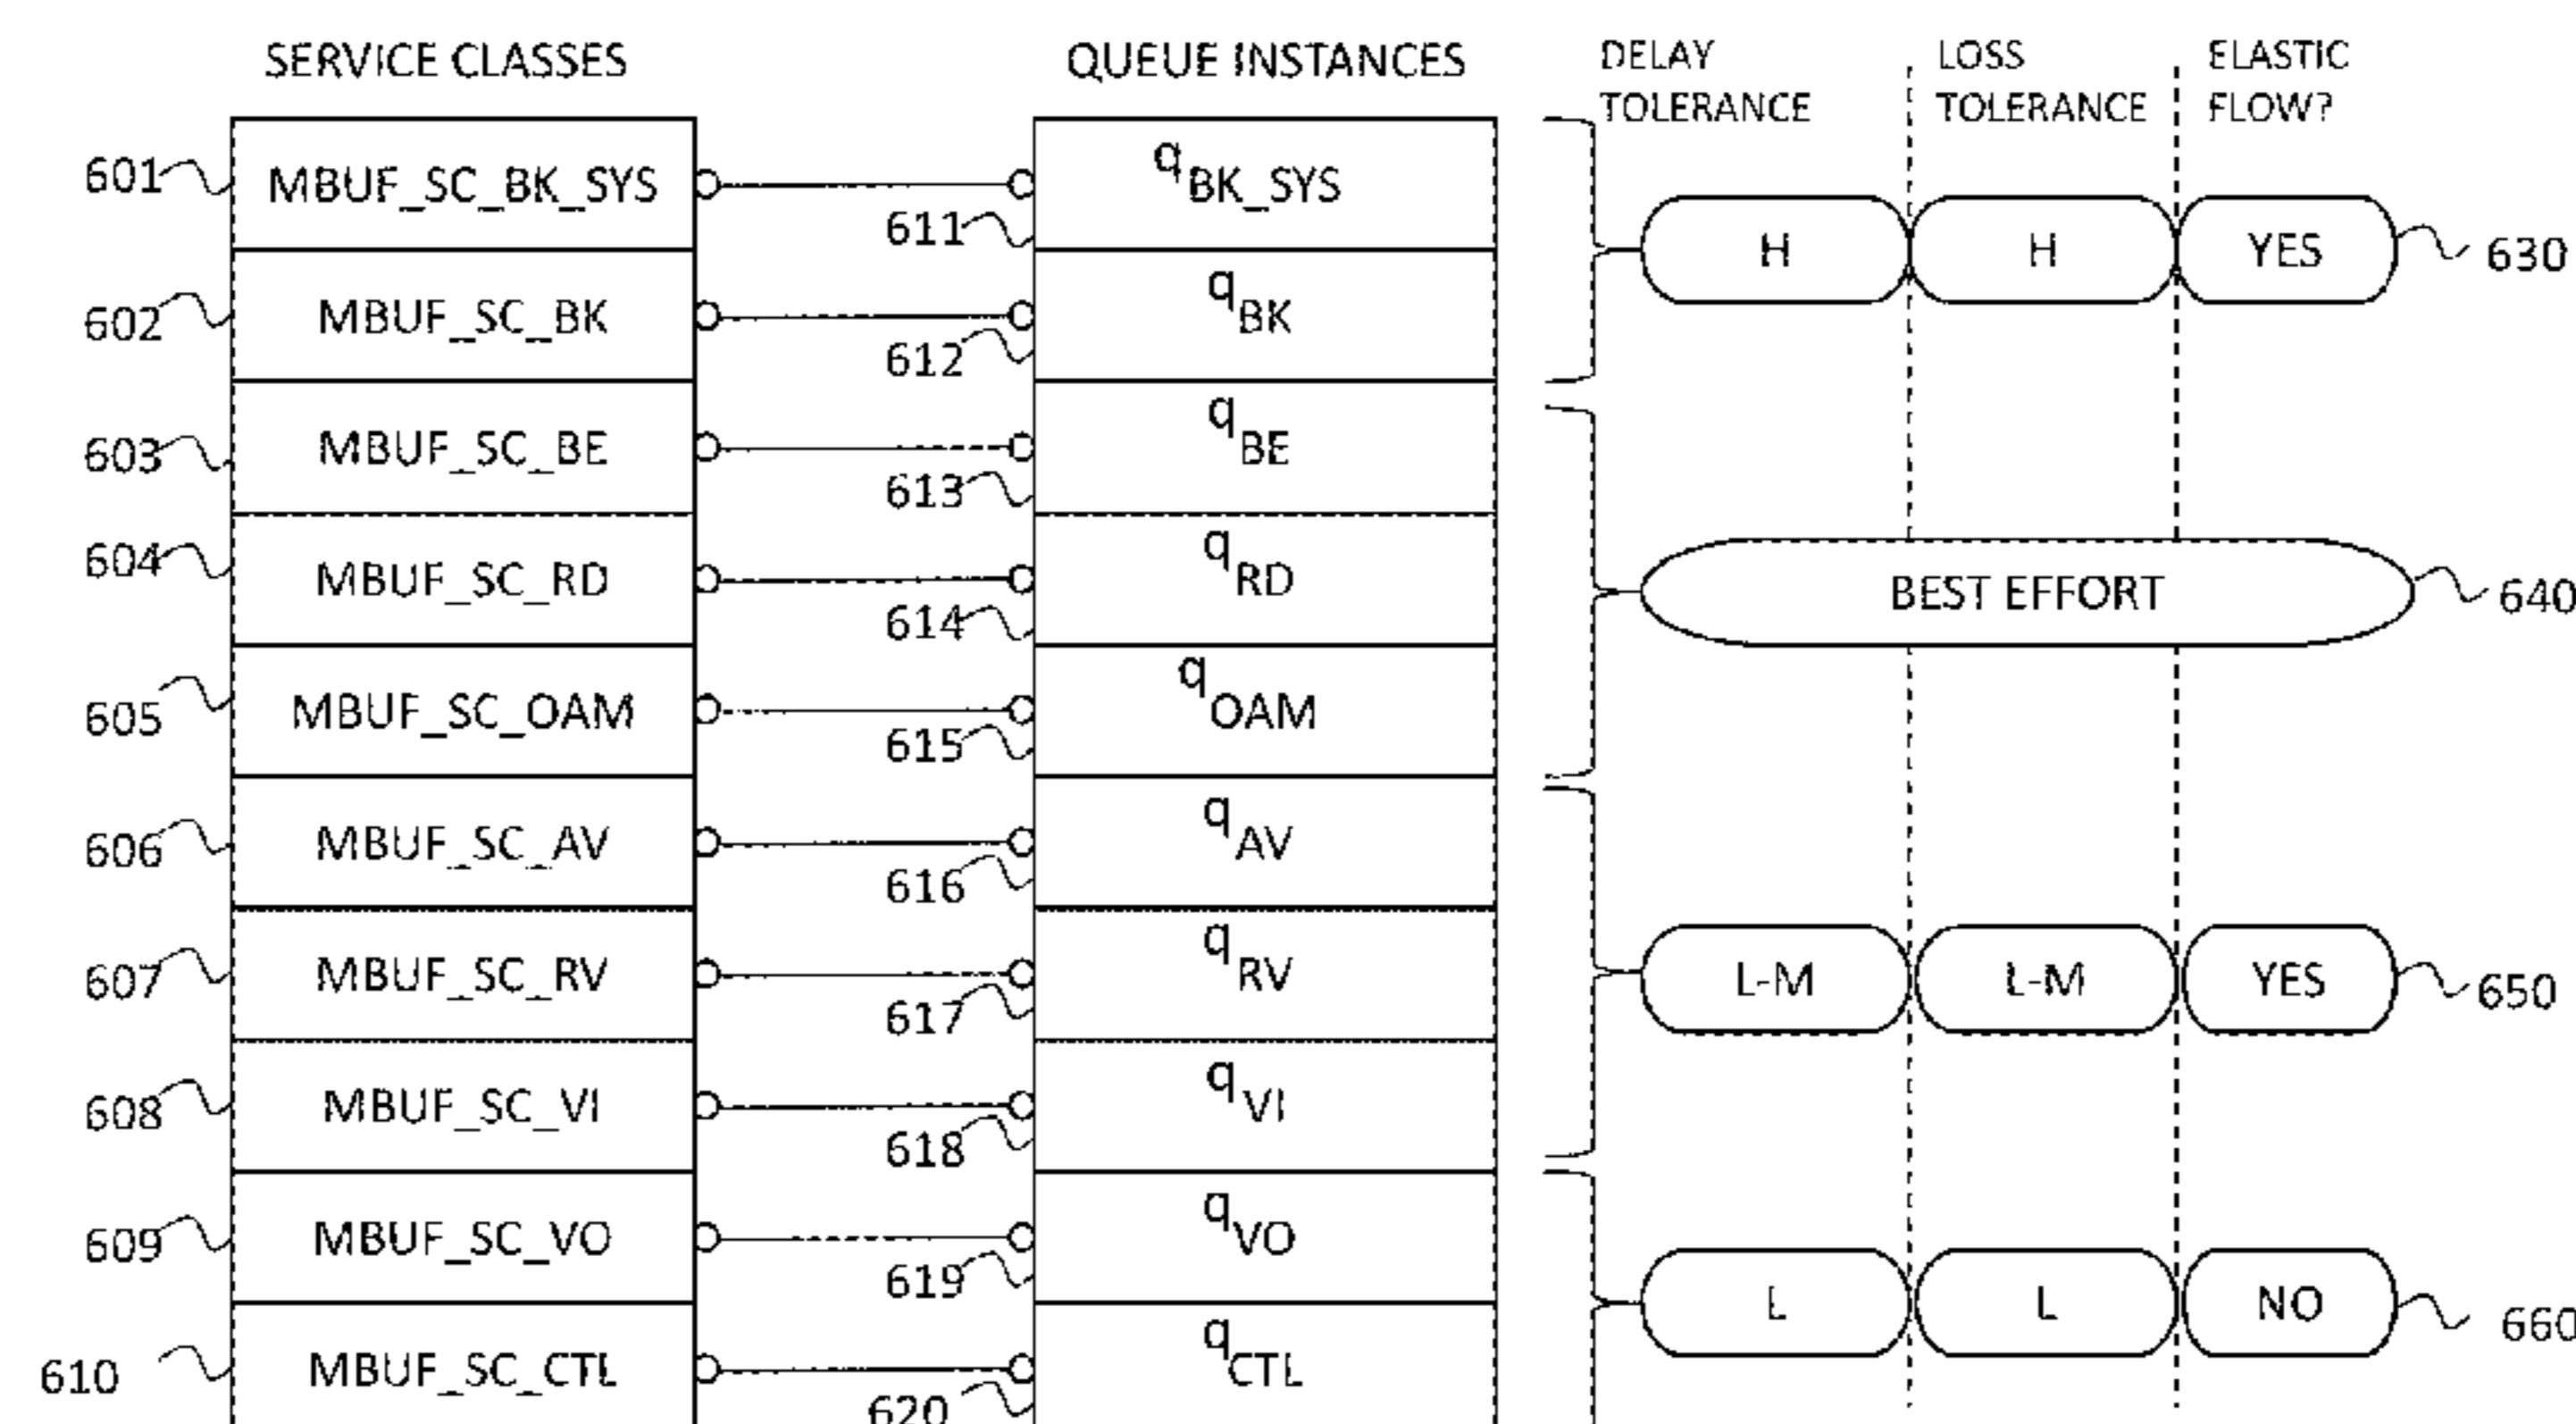 SERVICE CLASSES QUEUE INSTANCES DELAY TOLERANCE LOSS TOLERANCE ELASTIC FLOW?
601 MBUF_SC_BK_SYS 611 qBK_SYS
H H YES 630
602 MBUF_SC_BK 612 qBK
603 MBUF_SC_BE 613 qBE
604 MBUF_SC_RD 614 qRD
BEST EFFORT 640
605 MBUF_SC_OAM 615 qOAM
606 MBUF_SC_AV 616 qAV
607 MBUF_SC_RV 617 qRV
L-M L-M YES 650
608 MBUF_SC_VI 618 qVI
609 MBUF_SC_VO 619 qVO
L L NO 660
610 MBUF_SC_CTL 620 qCTL